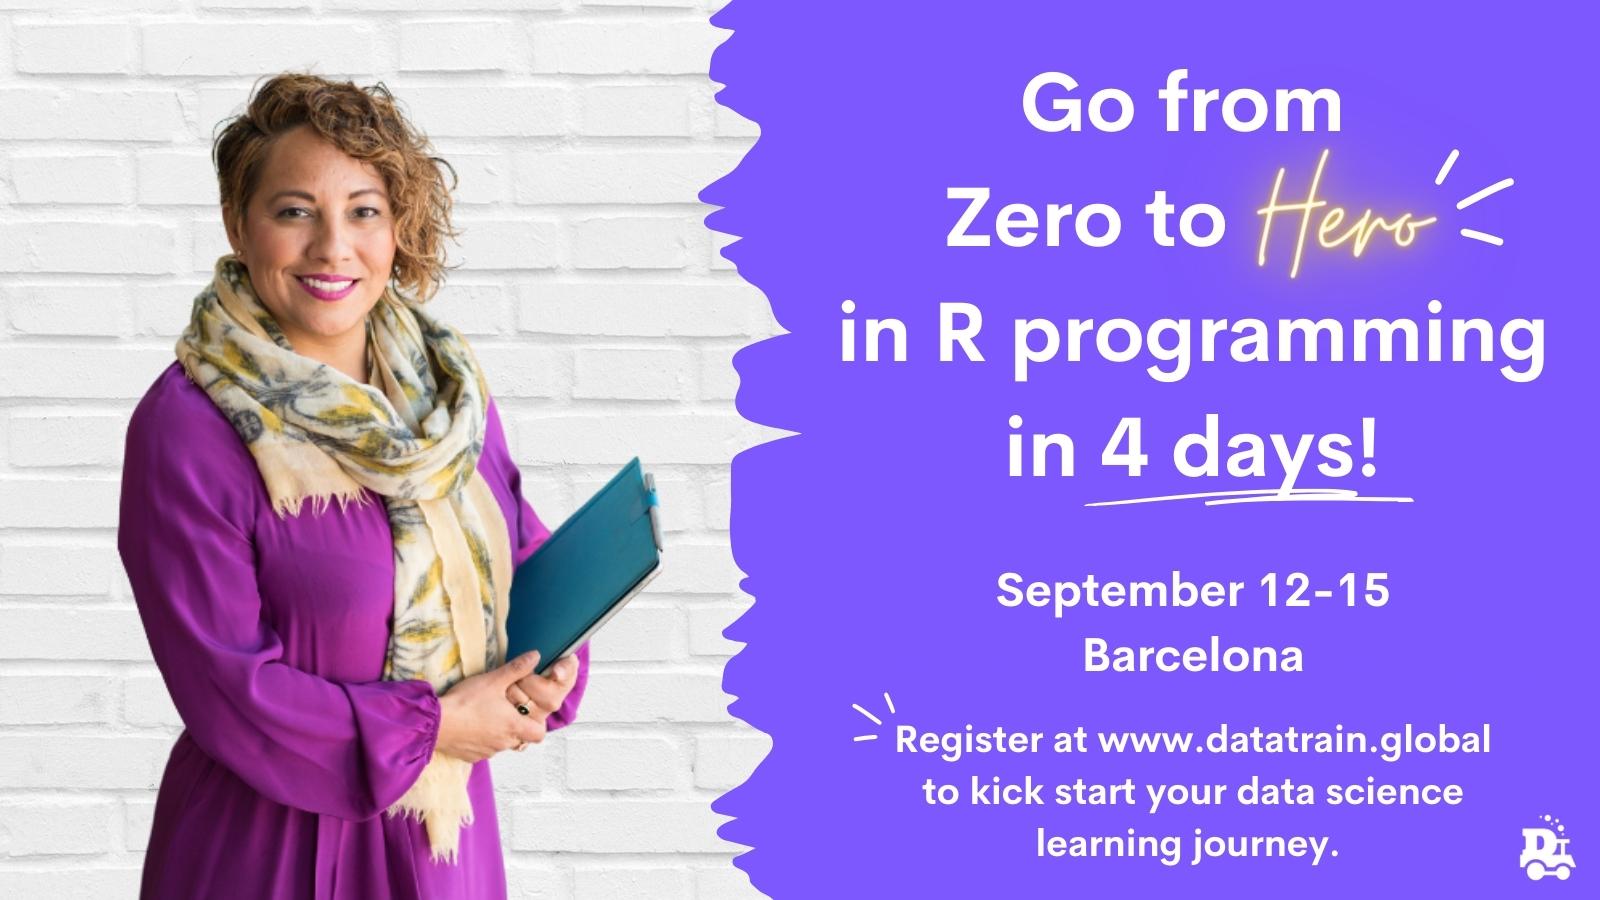 Go from
Zero to Hero
in R programming
in 4 days!
September 12-15
Barcelona
Register at www.datatrain.global
to kick start your data science
learning journey.
DT